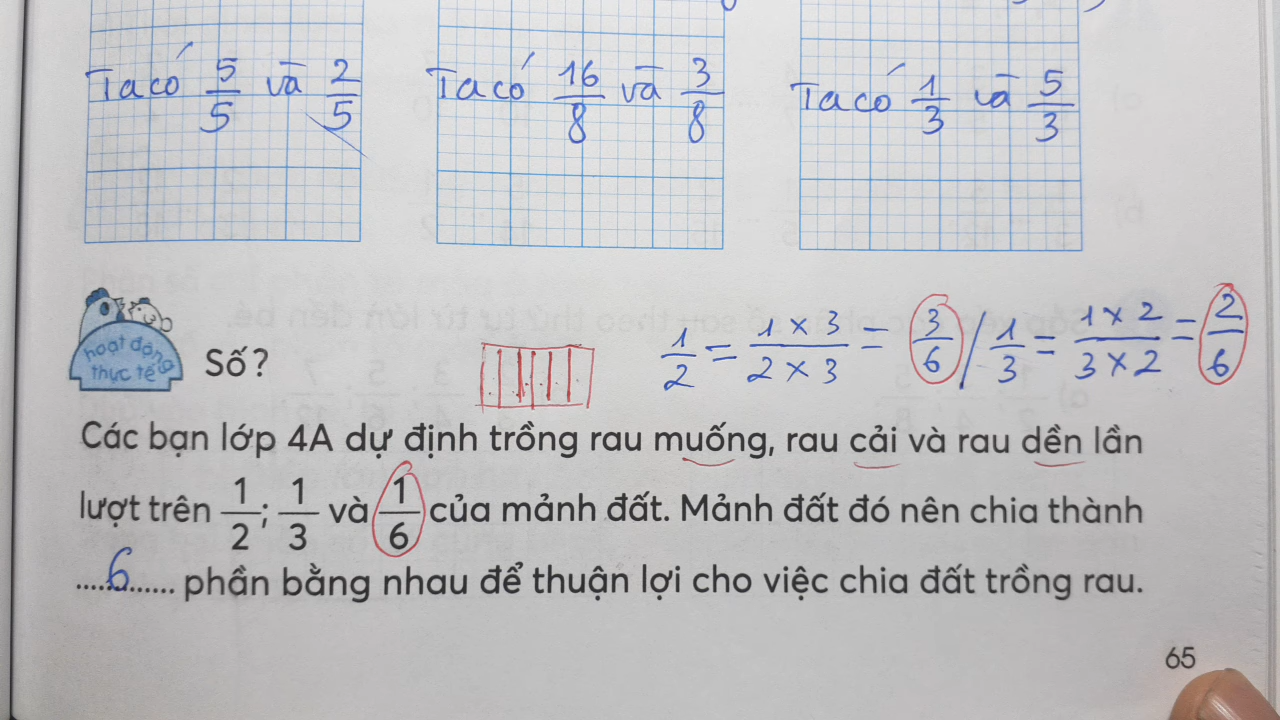 Ta có 5/5 và 2/5
Ta có 16/8 và 3/8
Ta có 1/3 và 5/3
hoạt động
thực tế
Số?
1/2 = 1 × 3 / 2 × 3 = 3/6 / 1/3 = 1 × 2 / 3 × 2 = 2/6
Các bạn lớp 4A dự định trồng rau muống, rau cải và rau dền lần
lượt trên 1/2; 1/3 và 1/6 của mảnh đất. Mảnh đất đó nên chia thành
.....6....... phần bằng nhau để thuận lợi cho việc chia đất trồng rau.
65